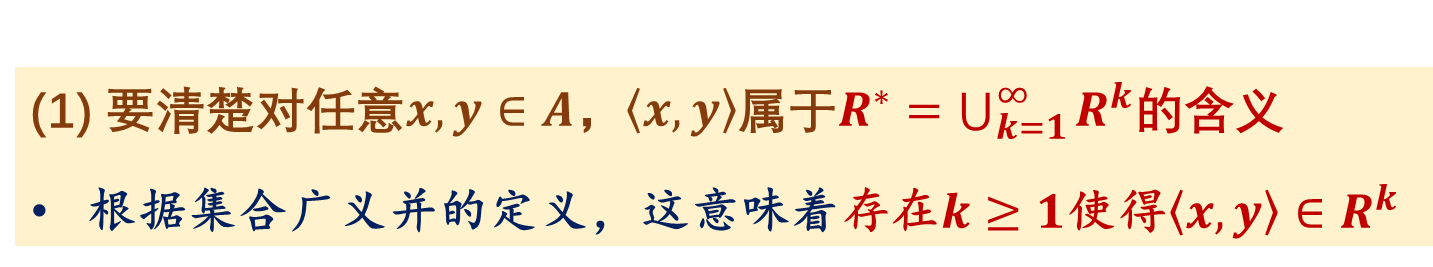 (1) 要清楚对任意𝒙, 𝒚 ∈ 𝑨，⟨𝒙, 𝒚⟩属于𝑹* = ⋃_{𝒌=𝟏}^{∞} 𝑹^𝒌的含义
• 根据集合广义并的定义，这意味着存在𝒌 ≥ 𝟏使得⟨𝒙, 𝒚⟩ ∈ 𝑹^𝒌